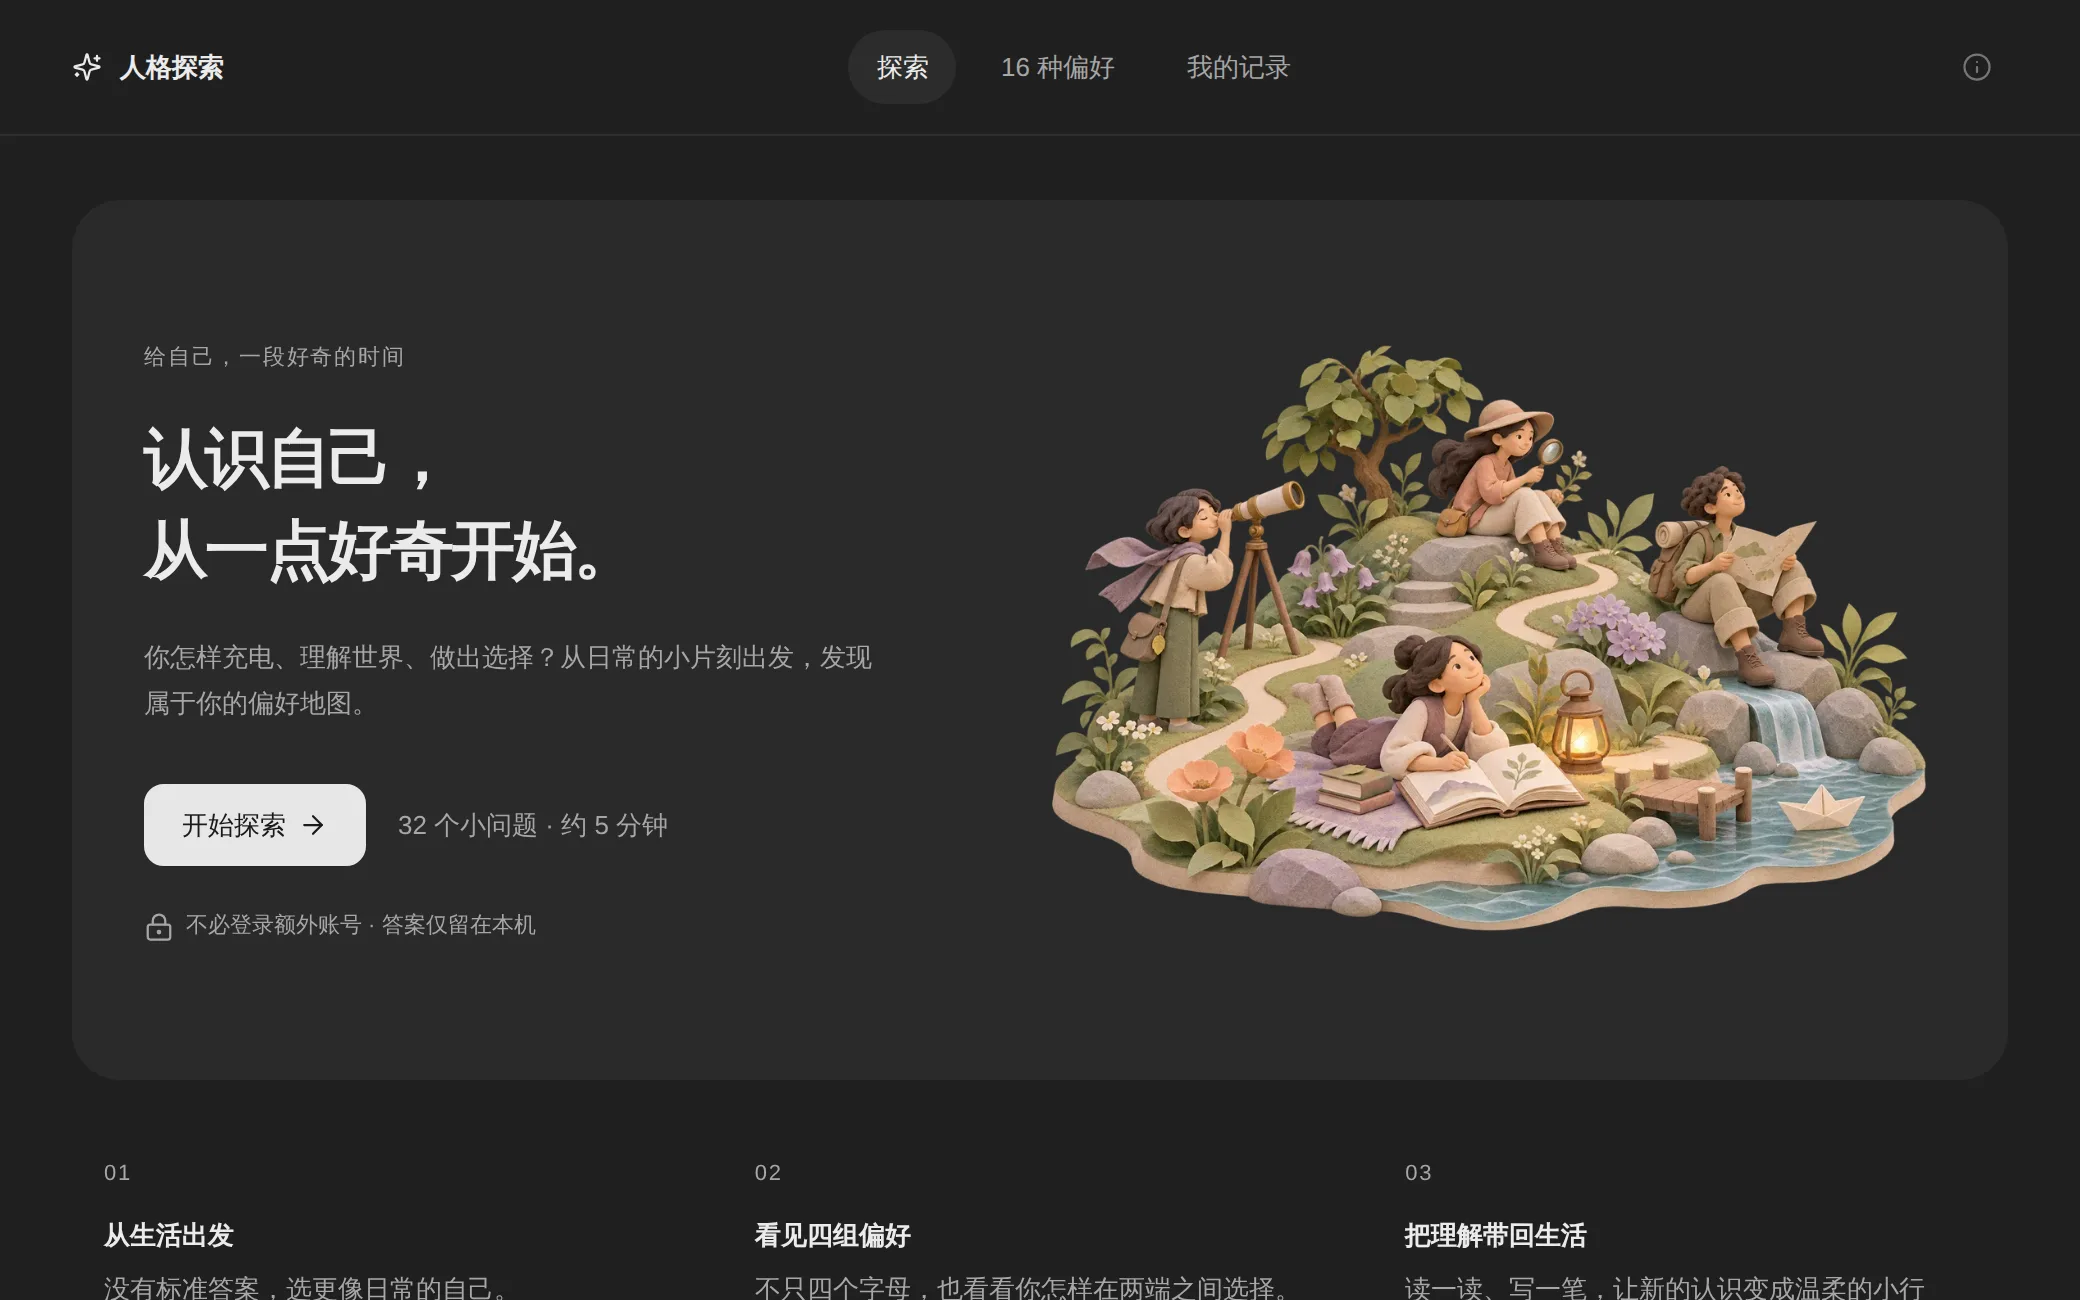 人格探索
探索
16 种偏好
我的记录
给自己，一段好奇的时间
认识自己，
从一点好奇开始。
你怎样充电、理解世界、做出选择？从日常的小片刻出发，发现
属于你的偏好地图。
开始探索
32 个小问题 · 约 5 分钟
不必登录额外账号 · 答案仅留在本机
01
从生活出发
没有标准答案，选更像日常的自己。
02
看见四组偏好
不只四个字母，也看看你怎样在两端之间选择。
03
把理解带回生活
读一读、写一笔，让新的认识变成温柔的小行